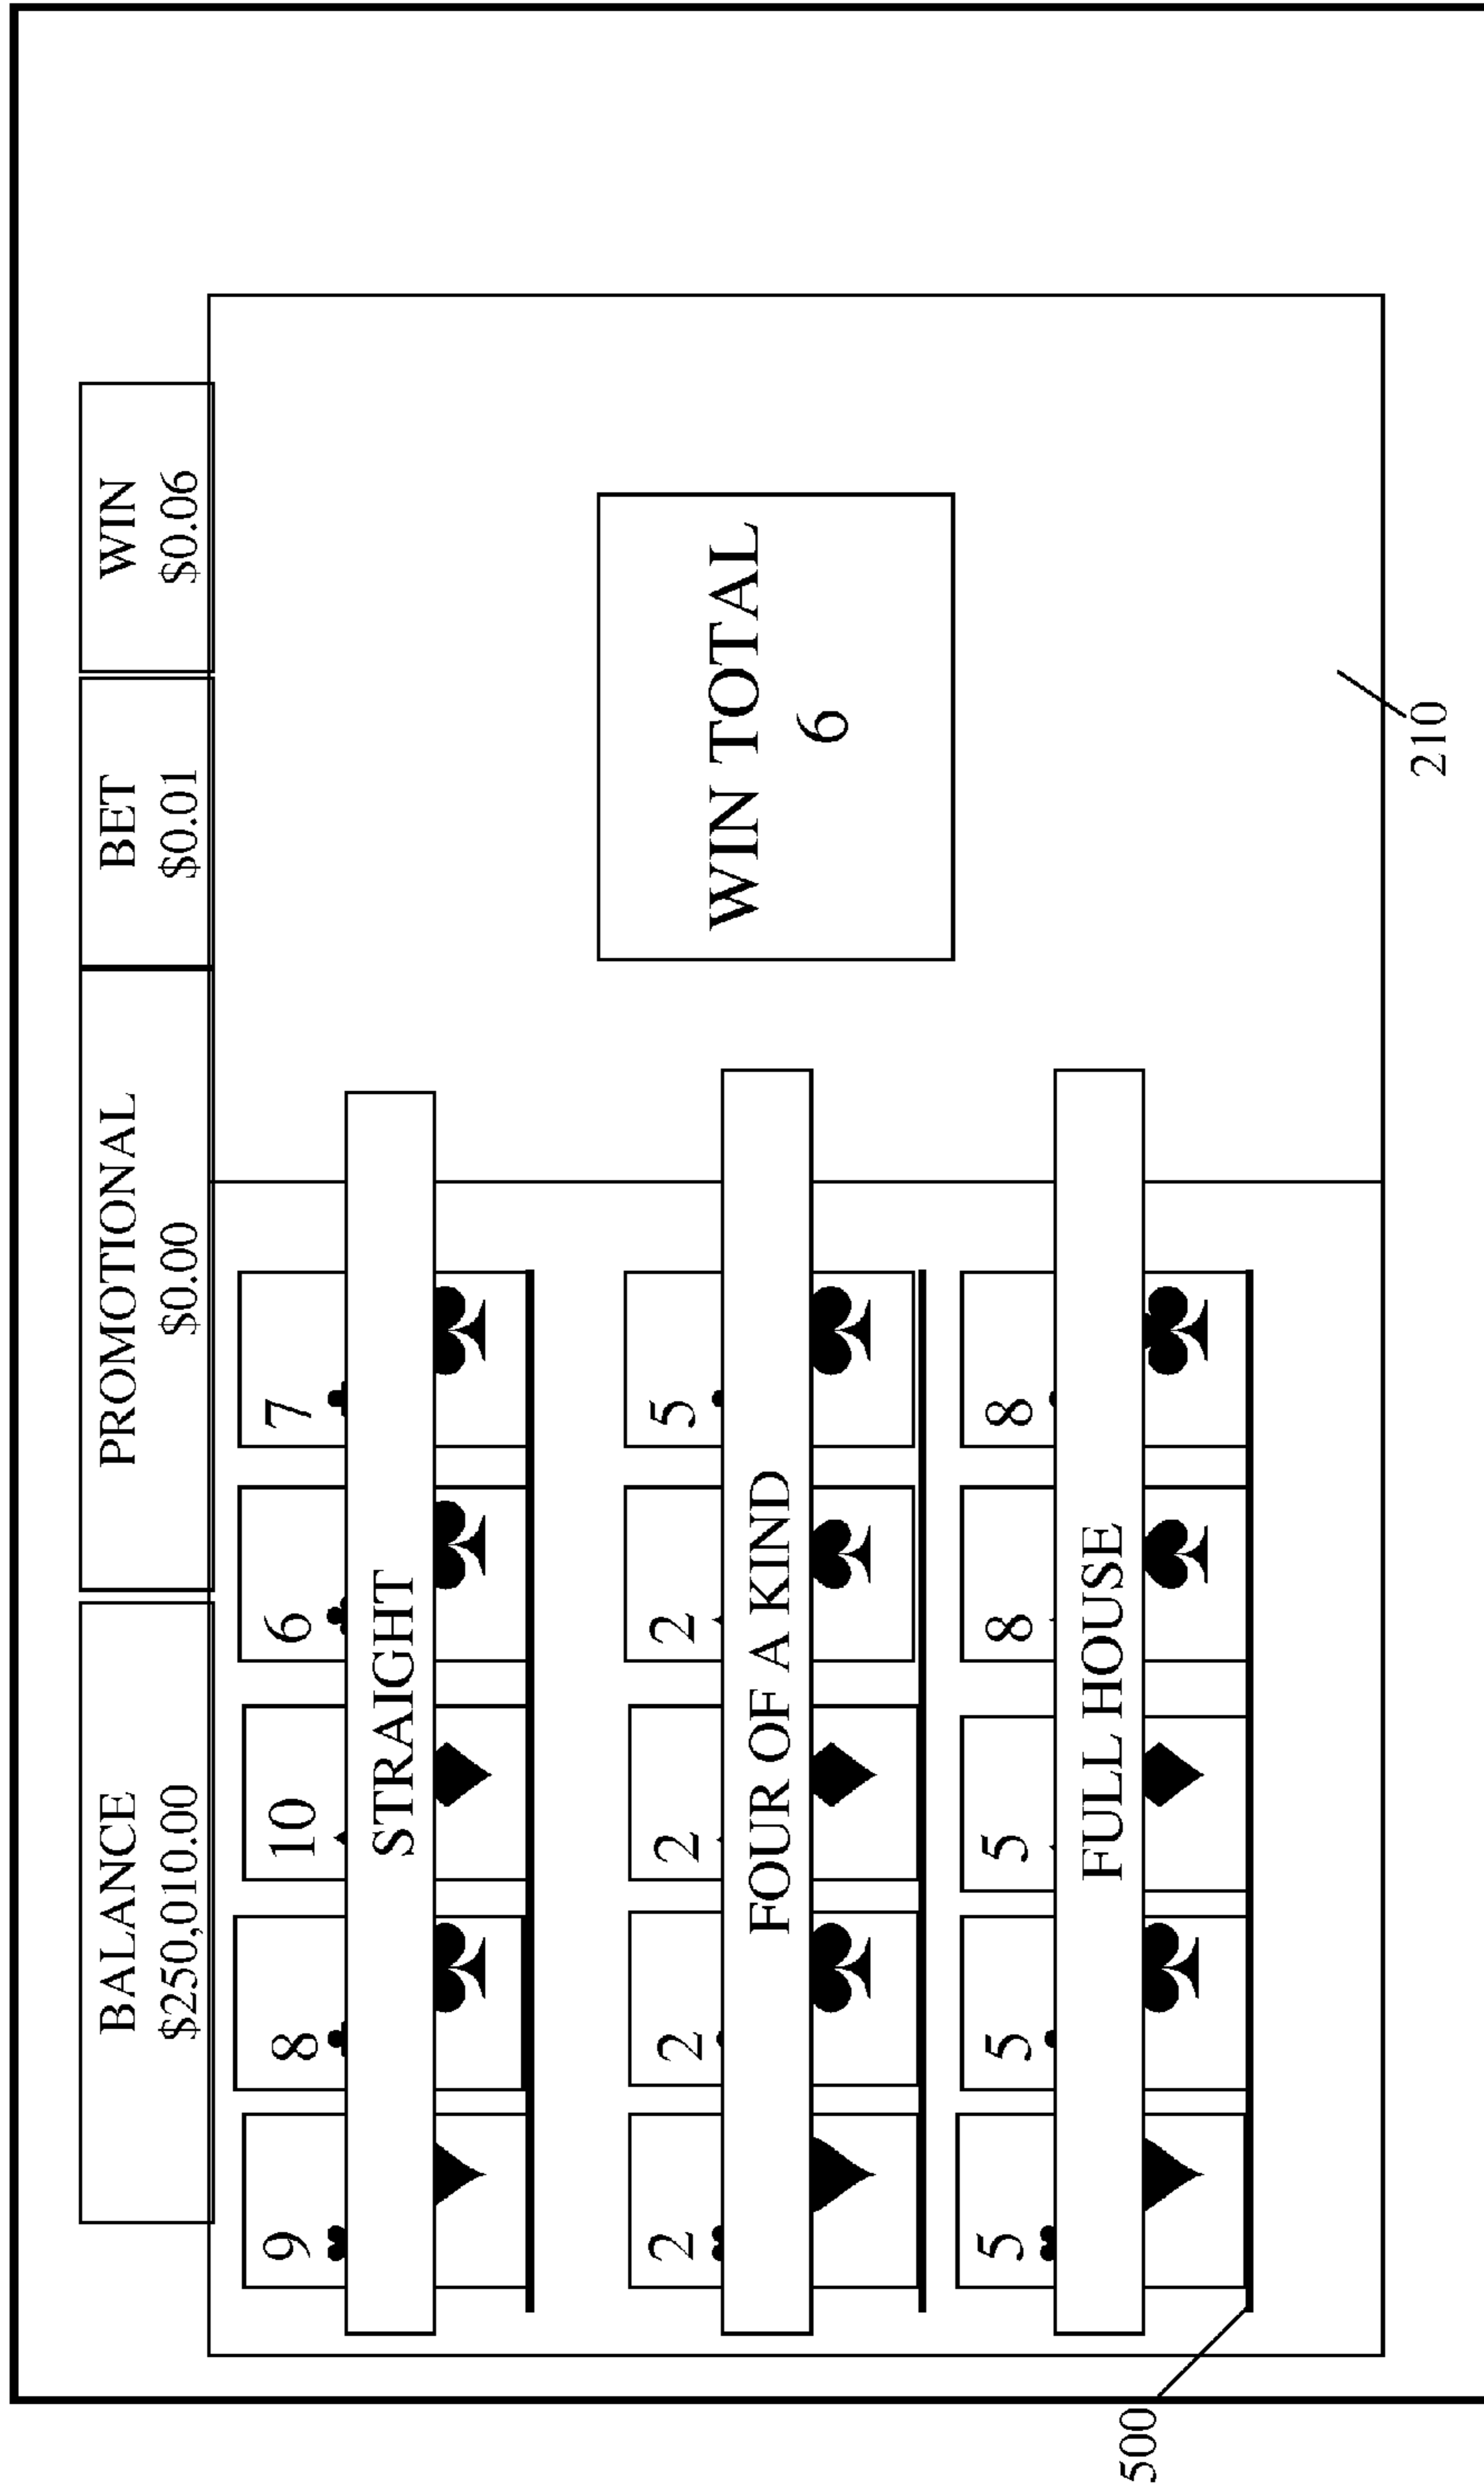 BALANCE
$250,010.00
PROMOTIONAL
$0.00
BET
$0.01
WIN
$0.06
9 8 10 6 7
STRAIGHT
2 2 2 2 5
FOUR OF A KIND
5 5 5 8 8
FULL HOUSE
WIN TOTAL
6
500
210